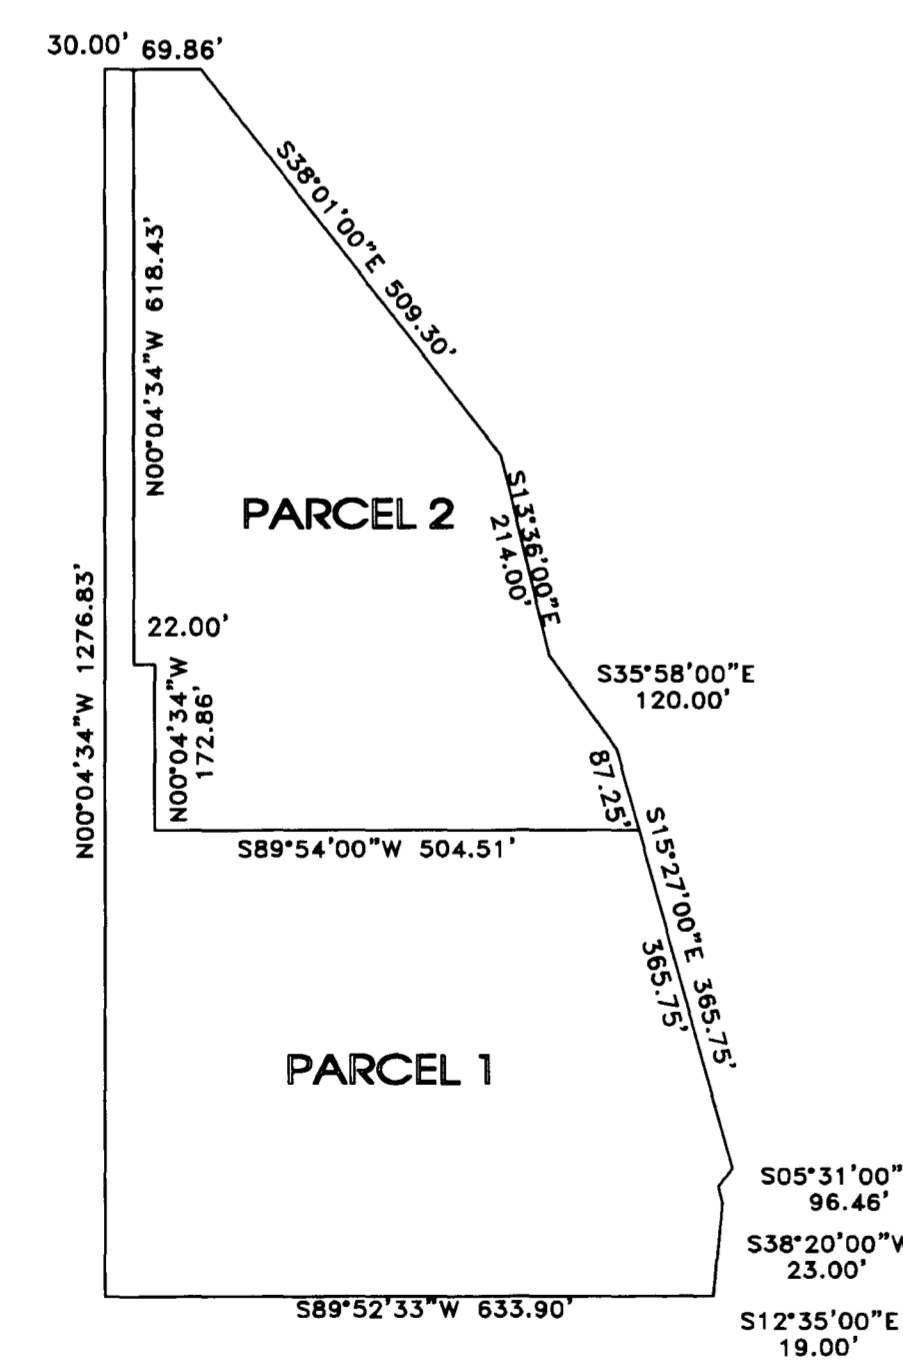 30.00' 69.86'
S38°01'00"E 509.30'
N00°04'34"W 618.43'
PARCEL 2
S13°36'00"E
214.00'
N00°04'34"W 1276.83'
22.00'
N00°04'34"W
172.86'
S35°58'00"E
120.00'
87.25'
S89°54'00"W 504.51'
S15°27'00"E 365.75'
365.75'
PARCEL 1
S05°31'00"
96.46'
S38°20'00"W
23.00'
S89°52'33"W 633.90'
S12°35'00"E
19.00'